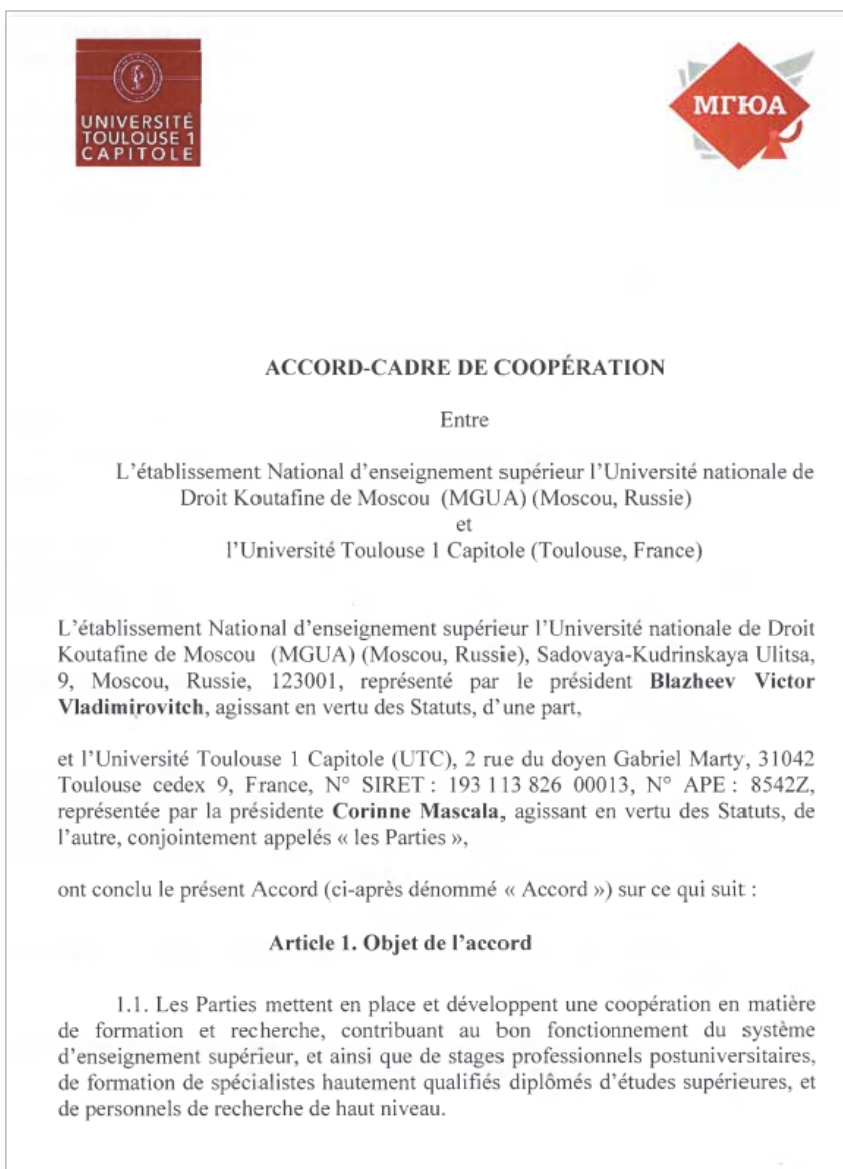 UNIVERSITÉ
TOULOUSE 1
CAPITOLE
МГЮА
ACCORD-CADRE DE COOPÉRATION
Entre
L'établissement National d'enseignement supérieur l'Université nationale de
Droit Koutafine de Moscou (MGUA) (Moscou, Russie)
et
l'Université Toulouse 1 Capitole (Toulouse, France)
L'établissement National d'enseignement supérieur l'Université nationale de Droit
Koutafine de Moscou (MGUA) (Moscou, Russie), Sadovaya-Kudrinskaya Ulitsa,
9, Moscou, Russie, 123001, représenté par le président Blazheev Victor
Vladimirovitch, agissant en vertu des Statuts, d'une part,
et l'Université Toulouse 1 Capitole (UTC), 2 rue du doyen Gabriel Marty, 31042
Toulouse cedex 9, France, N° SIRET : 193 113 826 00013, N° APE : 8542Z,
représentée par la présidente Corinne Mascala, agissant en vertu des Statuts, de
l'autre, conjointement appelés « les Parties »,
ont conclu le présent Accord (ci-après dénommé « Accord ») sur ce qui suit :
Article 1. Objet de l'accord
1.1. Les Parties mettent en place et développent une coopération en matière
de formation et recherche, contribuant au bon fonctionnement du système
d'enseignement supérieur, et ainsi que de stages professionnels postuniversitaires,
de formation de spécialistes hautement qualifiés diplômés d'études supérieures, et
de personnels de recherche de haut niveau.